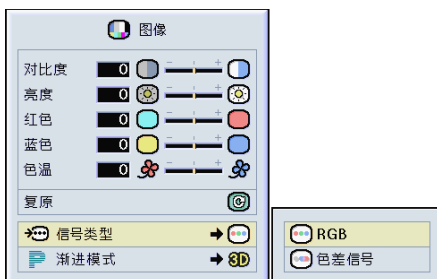 图像
对比度 0
亮度 0
红色 0
蓝色 0
色温 0
复原
信号类型
渐进模式 3D
RGB
色差信号